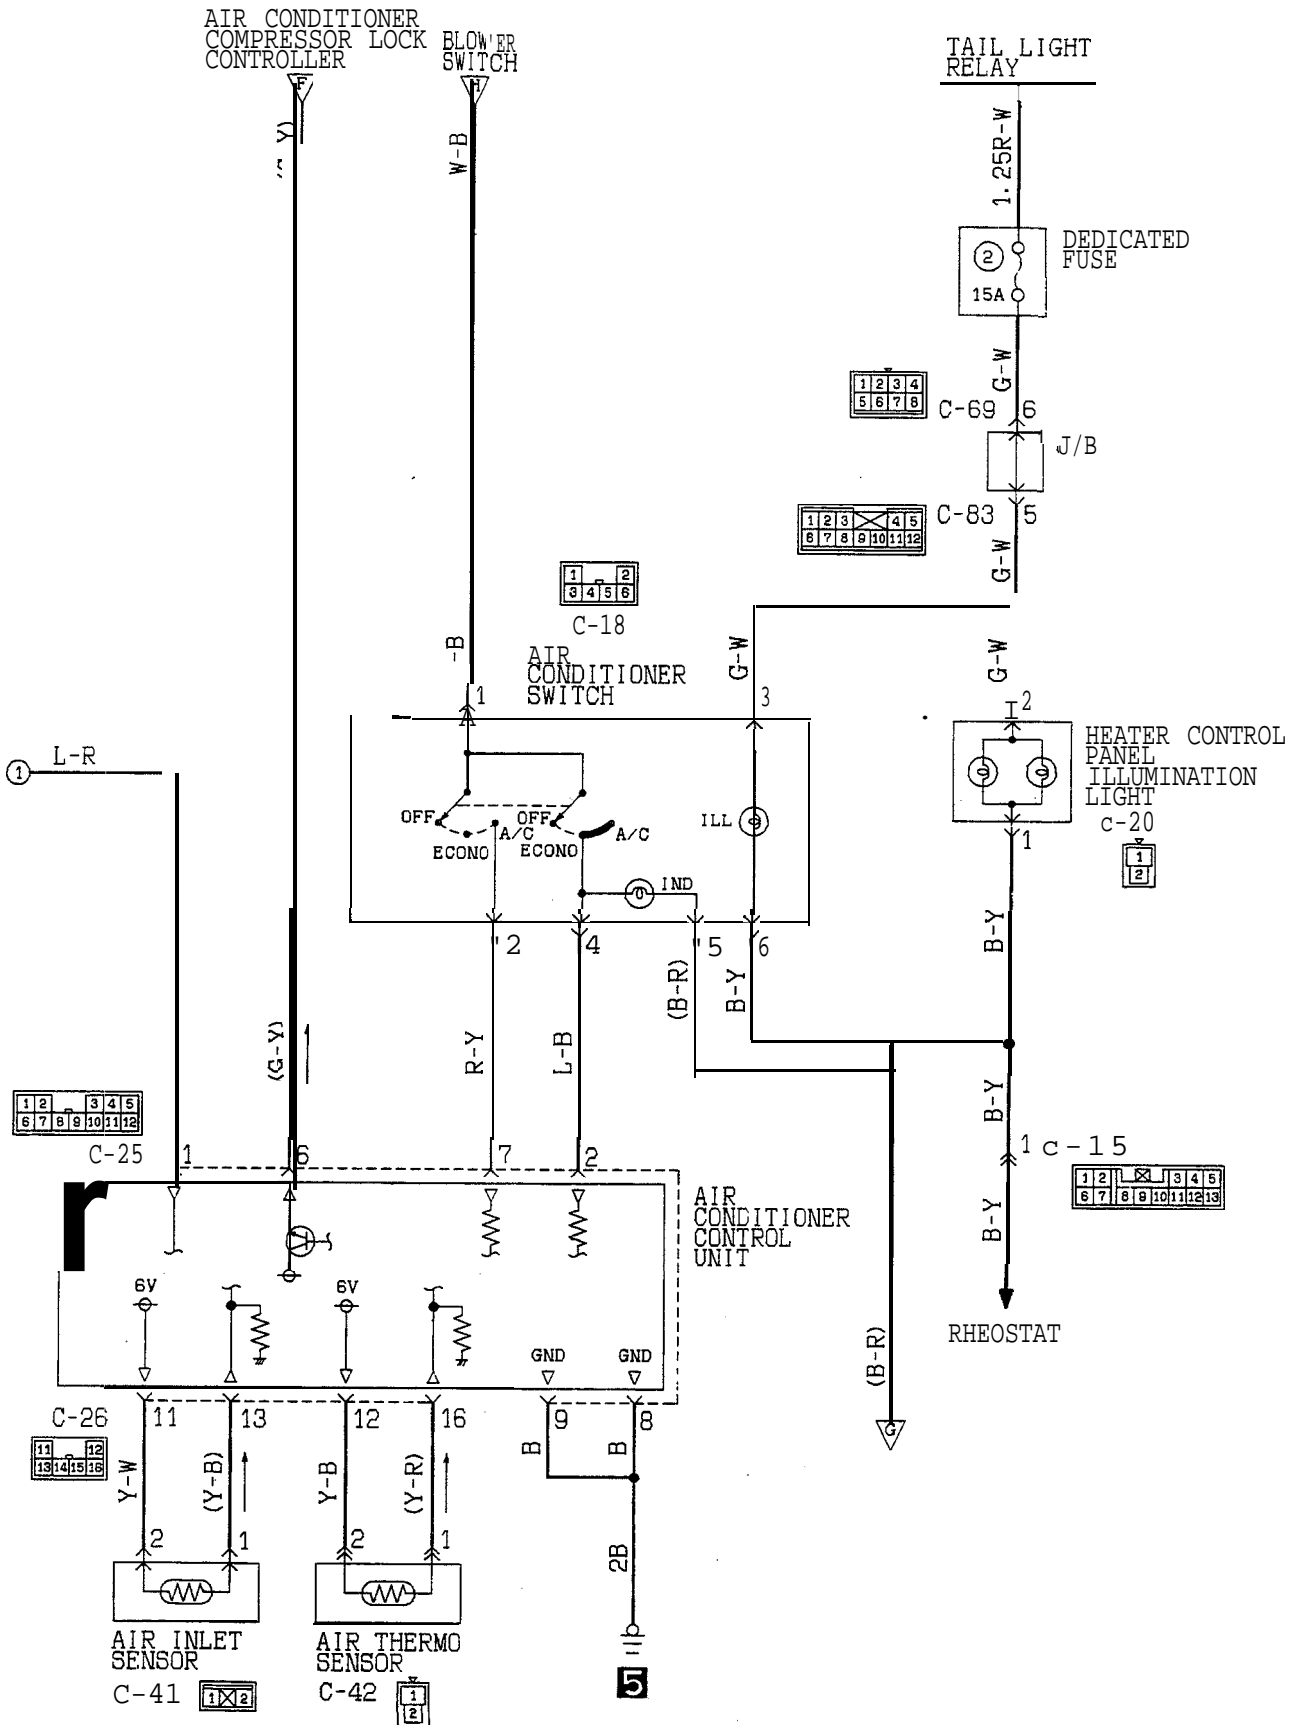 AIR CONDITIONER
COMPRESSOR LOCK
CONTROLLER
BLOWER
SWITCH
TAIL LIGHT
RELAY
F
H
Y)
W-B
1.25R-W
DEDICATED
FUSE
2
15A
G-W
1 2 3 4
5 6 7 8
C-69
6
J/B
1 2 3 4 5
6 7 8 9 10 11 12
C-83
5
G-W
1 2
3 4 5 6
C-18
-B
AIR
CONDITIONER
SWITCH
G-W
G-W
1
3
2
A
HEATER CONTROL
PANEL
ILLUMINATION
LIGHT
c-20
1
2
1
1
L-R
OFF
ECONO
A/C
OFF
ECONO
A/C
ILL
IND
"2
4
"5
6
(B-R)
B-Y
B-Y
(G-Y)
R-Y
L-B
B-Y
1 2 3 4 5
6 7 8 9 10 11 12
C-25
1
6
7
2
1
c-15
1 2 3 4 5
6 7 8 9 10 11 12 13
AIR
CONDITIONER
CONTROL
UNIT
B-Y
6V
6V
GND
GND
RHEOSTAT
(B-R)
G
C-26
11 12
13 14 15 16
11
13
12
16
9
8
Y-W
(Y-B)
Y-B
(Y-R)
B
B
2
1
2
1
2B
AIR INLET
SENSOR
C-41
1 2
AIR THERMO
SENSOR
C-42
1
2
5